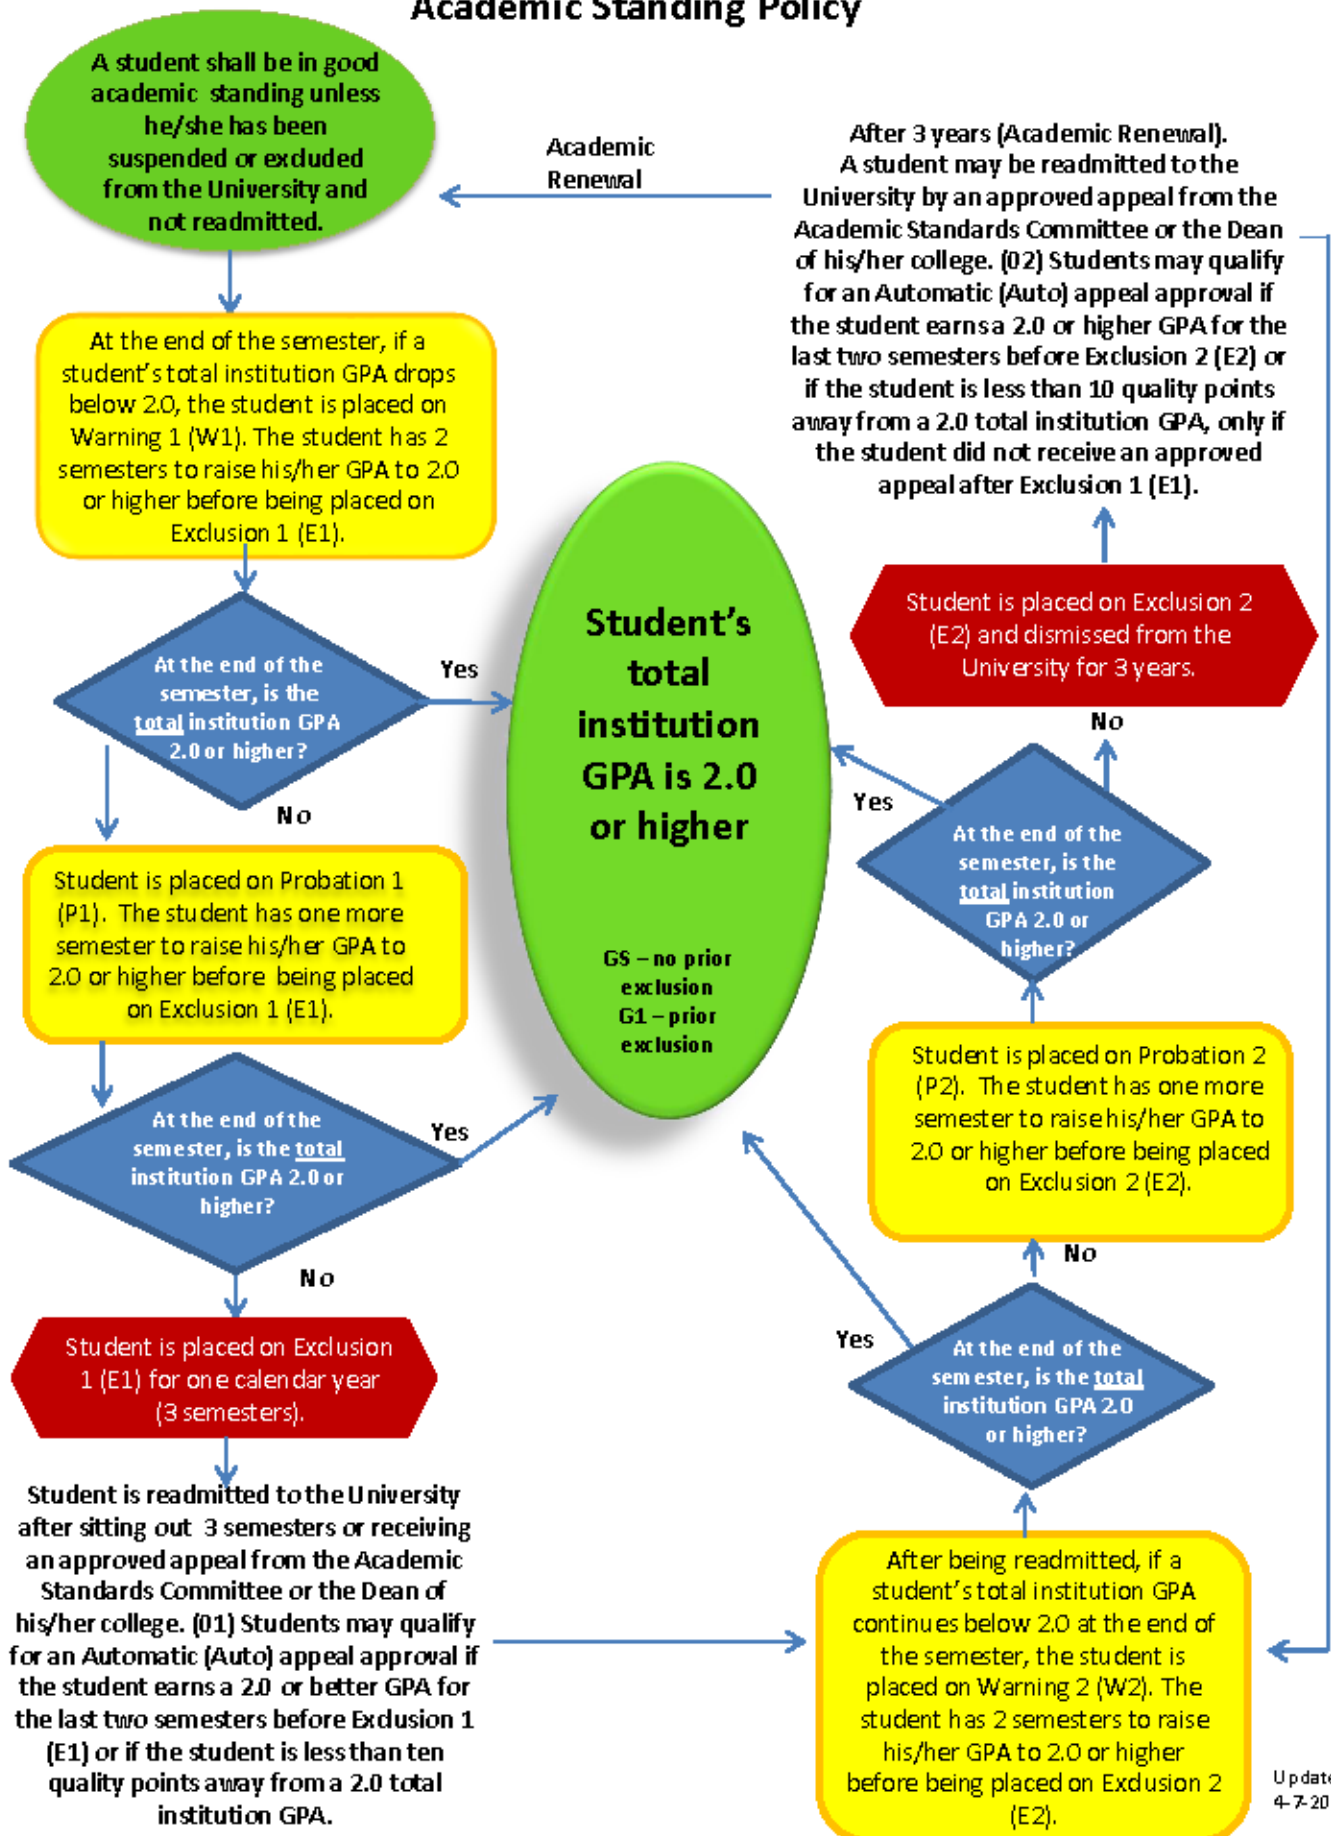 Academic Standing Policy
A student shall be in good
academic standing unless
he/she has been
suspended or excluded
from the University and
not readmitted.
Academic
Renewal
After 3 years (Academic Renewal).
A student may be readmitted to the
University by an approved appeal from the
Academic Standards Committee or the Dean
of his/her college. (02) Students may qualify
for an Automatic (Auto) appeal approval if
the student earns a 2.0 or higher GPA for the
last two semesters before Exclusion 2 (E2) or
if the student is less than 10 quality points
away from a 2.0 total institution GPA, only if
the student did not receive an approved
appeal after Exclusion 1 (E1).
At the end of the semester, if a
student's total institution GPA drops
below 2.0, the student is placed on
Warning 1 (W1). The student has 2
semesters to raise his/her GPA to 2.0
or higher before being placed on
Exclusion 1 (E1).
At the end of the
semester, is the
total institution GPA
2.0 or higher?
Yes
No
Student is placed on Probation 1
(P1). The student has one more
semester to raise his/her GPA to
2.0 or higher before being placed
on Exclusion 1 (E1).
At the end of the
semester, is the total
institution GPA 2.0 or
higher?
Yes
No
Student is placed on Exclusion
1 (E1) for one calendar year
(3 semesters).
Student is readmitted to the University
after sitting out 3 semesters or receiving
an approved appeal from the Academic
Standards Committee or the Dean of
his/her college. (01) Students may qualify
for an Automatic (Auto) appeal approval if
the student earns a 2.0 or better GPA for
the last two semesters before Exclusion 1
(E1) or if the student is less than ten
quality points away from a 2.0 total
institution GPA.
Student's
total
institution
GPA is 2.0
or higher
GS – no prior
exclusion
G1 – prior
exclusion
Student is placed on Exclusion 2
(E2) and dismissed from the
University for 3 years.
No
Yes
At the end of the
semester, is the
total institution
GPA 2.0 or
higher?
Student is placed on Probation 2
(P2). The student has one more
semester to raise his/her GPA to
2.0 or higher before being placed
on Exclusion 2 (E2).
No
Yes
At the end of the
semester, is the total
institution GPA 2.0
or higher?
After being readmitted, if a
student's total institution GPA
continues below 2.0 at the end of
the semester, the student is
placed on Warning 2 (W2). The
student has 2 semesters to raise
his/her GPA to 2.0 or higher
before being placed on Exclusion 2
(E2).
Update
4-7-20